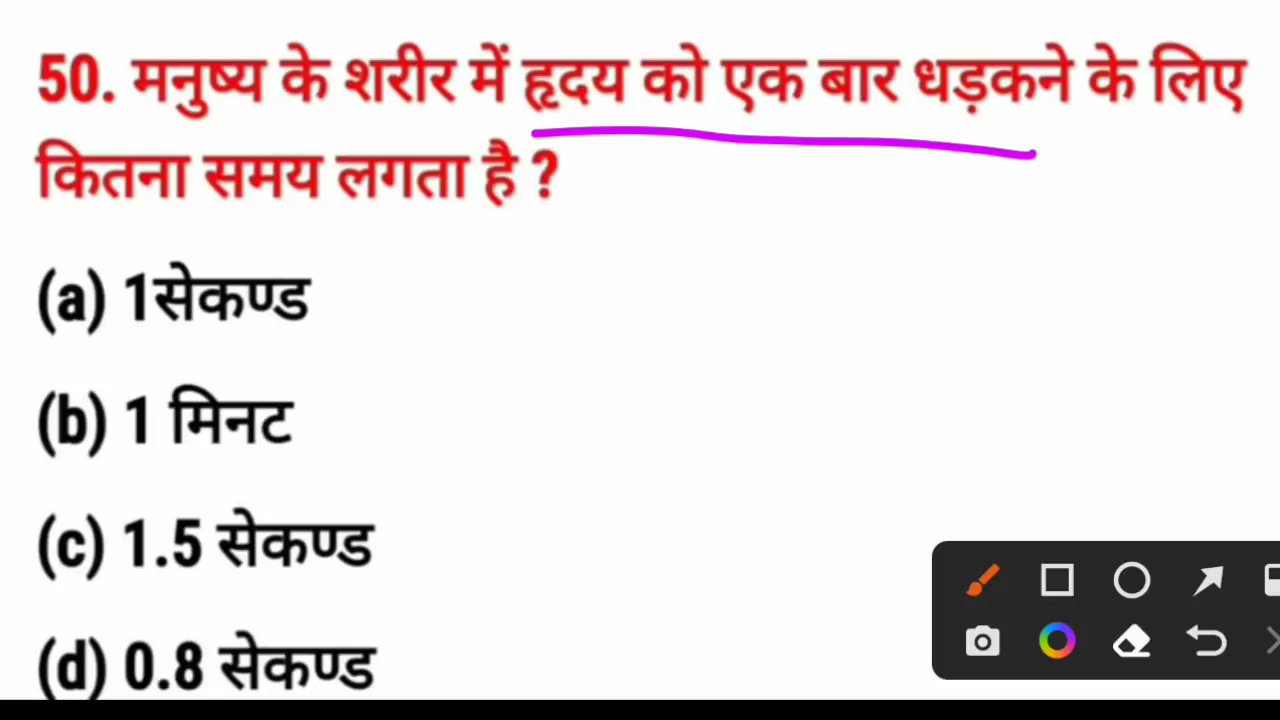 50. मनुष्य के शरीर में हृदय को एक बार धड़कने के लिए
कितना समय लगता है ?
(a) 1सेकण्ड
(b) 1 मिनट
(c) 1.5 सेकण्ड
(d) 0.8 सेकण्ड